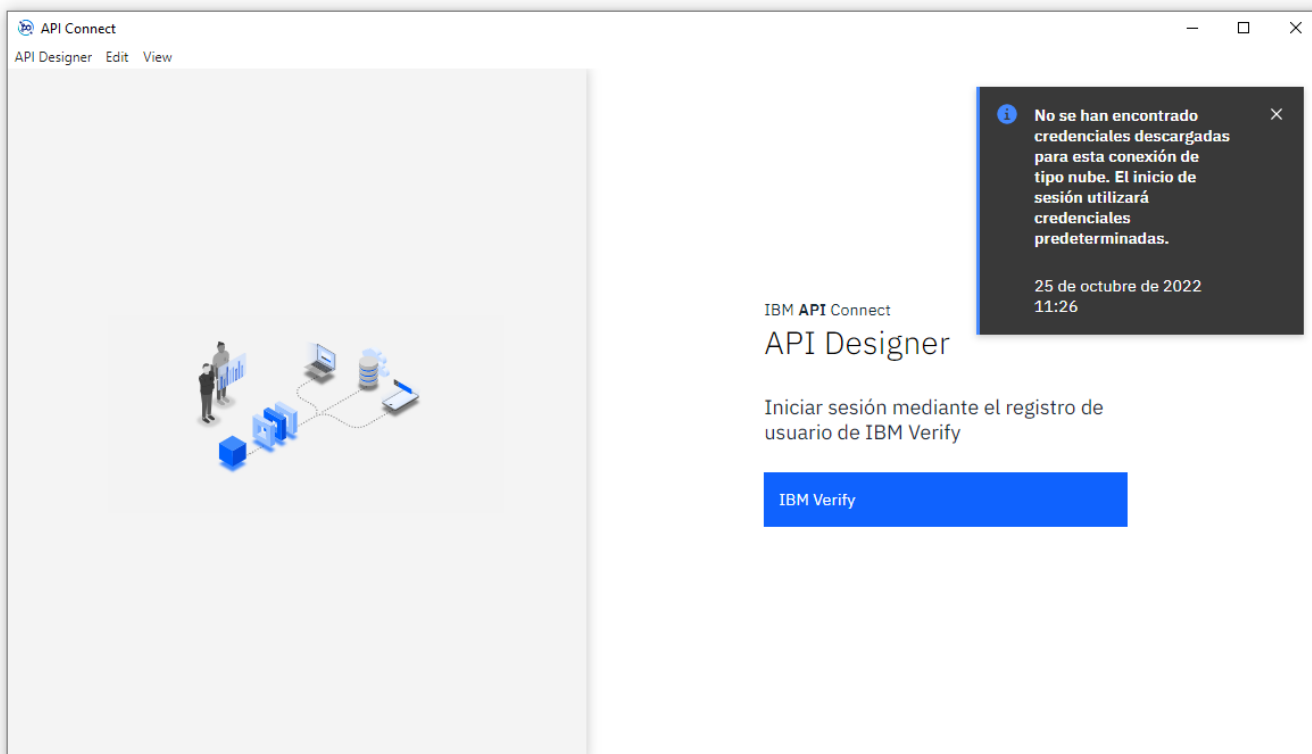 API Connect
API Designer Edit View
No se han encontrado
credenciales descargadas
para esta conexión de
tipo nube. El inicio de
sesión utilizará
credenciales
predeterminadas.
25 de octubre de 2022
11:26
IBM API Connect
API Designer
Iniciar sesión mediante el registro de
usuario de IBM Verify
IBM Verify